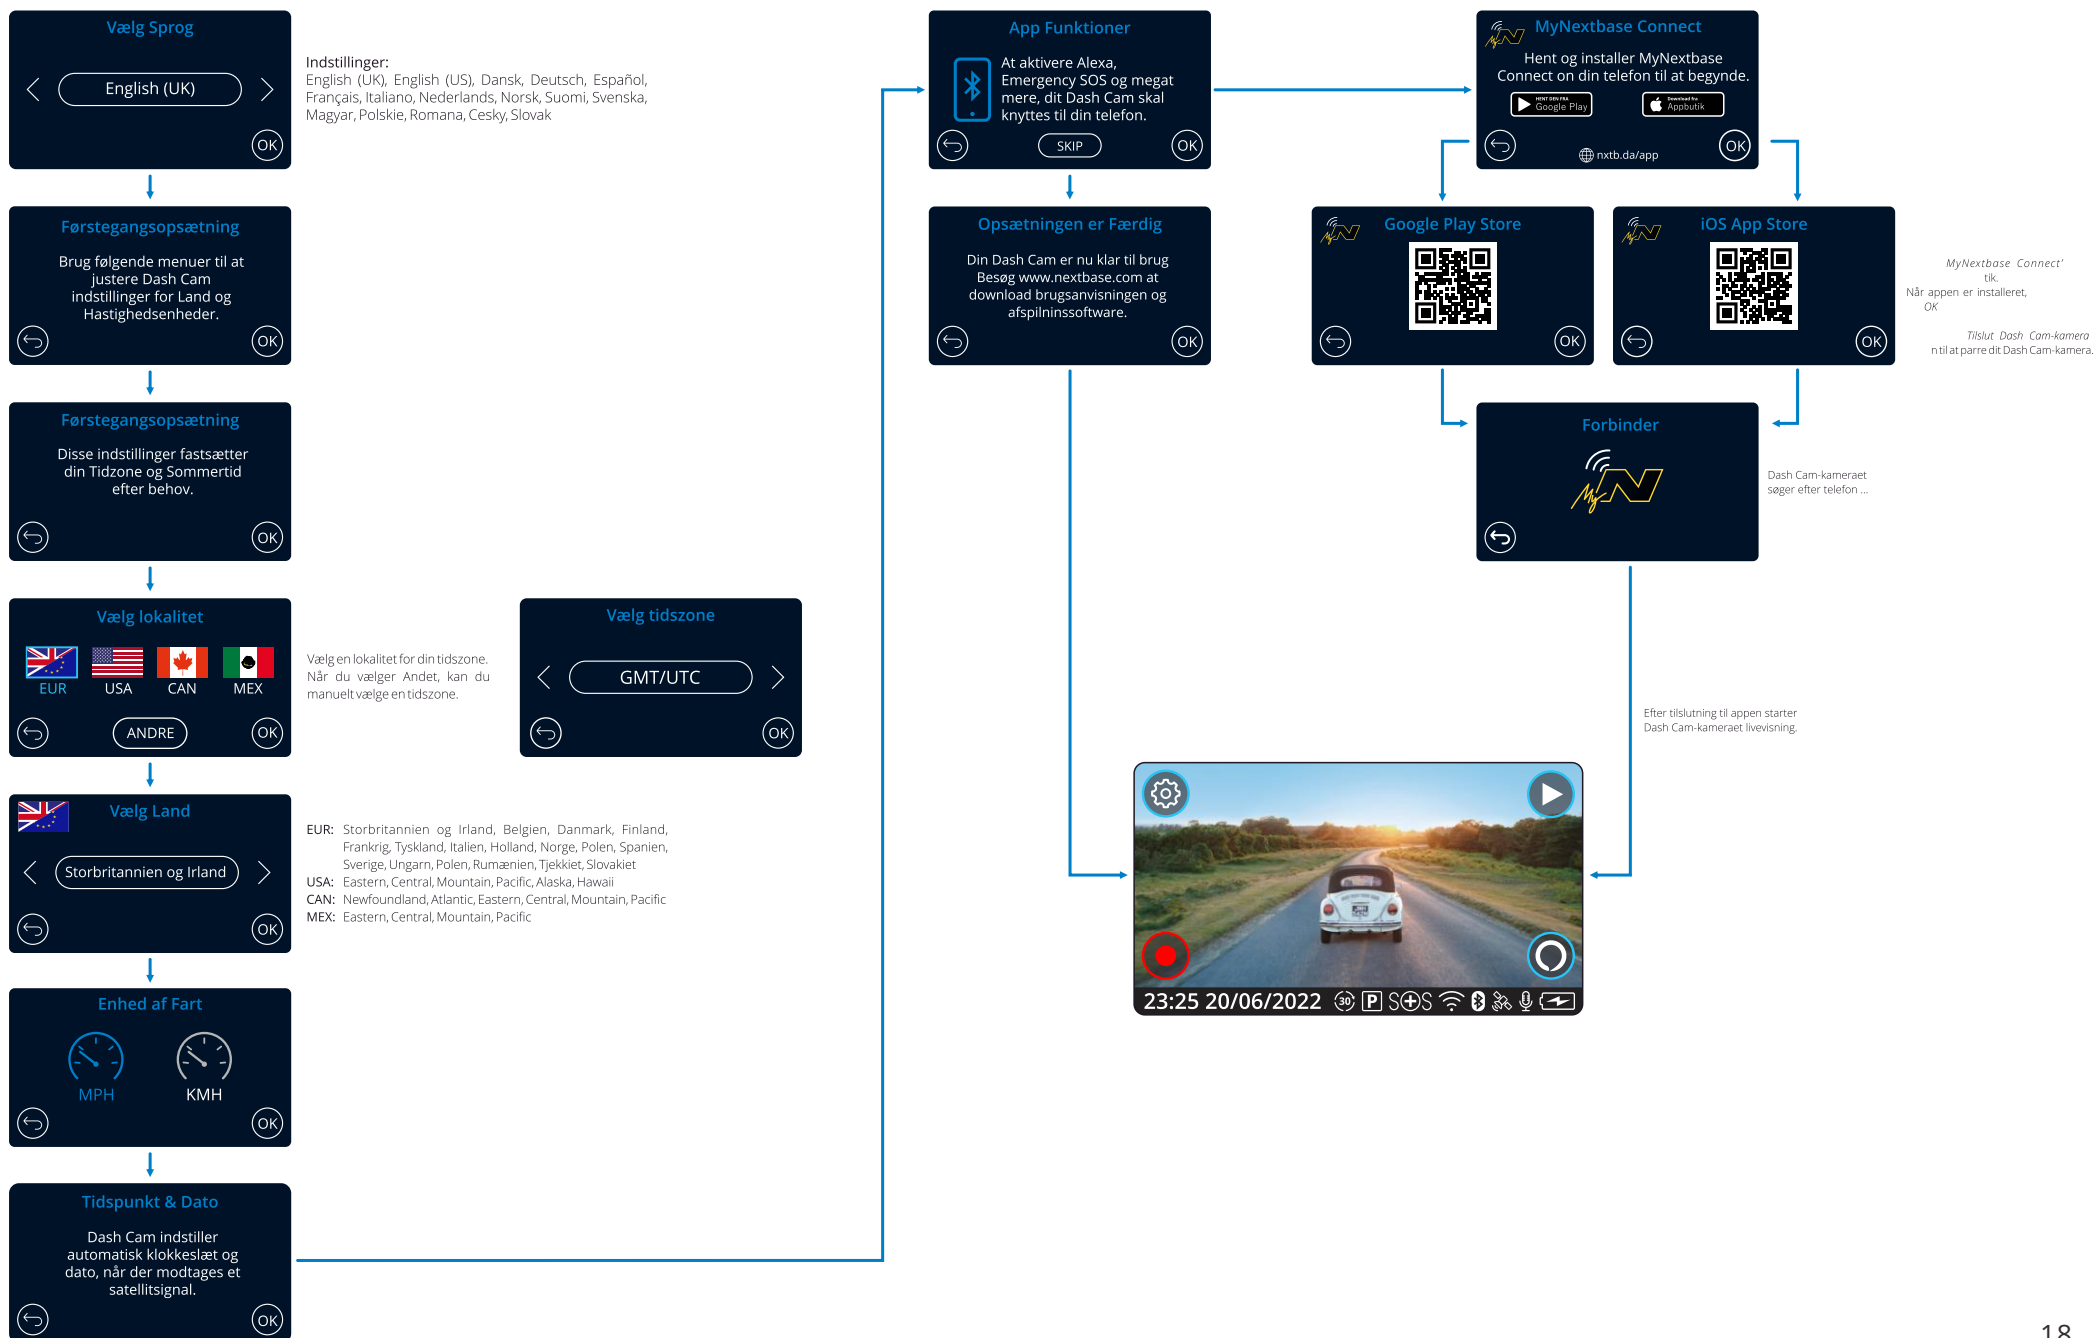 Vælg Sprog
English (UK)
OK
Indstillinger:
English (UK), English (US), Dansk, Deutsch, Español,
Français, Italiano, Nederlands, Norsk, Suomi, Svenska,
Magyar, Polskie, Romana, Cesky, Slovak
Førstegangsopsætning
Brug følgende menuer til at
justere Dash Cam
indstillinger for Land og
Hastighedsenheder.
OK
Førstegangsopsætning
Disse indstillinger fastsætter
din Tidzone og Sommertid
efter behov.
OK
Vælg lokalitet
EUR USA CAN MEX
ANDRE
OK
Vælg en lokalitet for din tidszone.
Når du vælger Andet, kan du
manuelt vælge en tidszone.
Vælg tidszone
GMT/UTC
OK
Vælg Land
Storbritannien og Irland
OK
EUR: Storbritannien og Irland, Belgien, Danmark, Finland,
Frankrig, Tyskland, Italien, Holland, Norge, Polen, Spanien,
Sverige, Ungarn, Polen, Rumænien, Tjekkiet, Slovakiet
USA: Eastern, Central, Mountain, Pacific, Alaska, Hawaii
CAN: Newfoundland, Atlantic, Eastern, Central, Mountain, Pacific
MEX: Eastern, Central, Mountain, Pacific
Enhed af Fart
MPH KMH
OK
Tidspunkt & Dato
Dash Cam indstiller
automatisk klokkeslæt og
dato, når der modtages et
satellitsignal.
OK
App Funktioner
At aktivere Alexa,
Emergency SOS og megat
mere, dit Dash Cam skal
knyttes til din telefon.
SKIP
OK
Opsætningen er Færdig
Din Dash Cam er nu klar til brug
Besøg www.nextbase.com at
download brugsanvisningen og
afspilninssoftware.
OK
MyNextbase Connect
Hent og installer MyNextbase
Connect on din telefon til at begynde.
HENT DEN FRA
Google Play
Download fra
Appbutik
nxtb.da/app
OK
My N
Google Play Store
OK
My N
iOS App Store
OK
MyNextbase Connect'
tik.
Når appen er installeret,
OK
Tilslut Dash Cam-kamera
n til at parre dit Dash Cam-kamera.
Forbinder
My N
Dash Cam-kameraet
søger efter telefon ...
Efter tilslutning til appen starter
Dash Cam-kameraet livevisning.
23:25 20/06/2022 30 P SOS
18